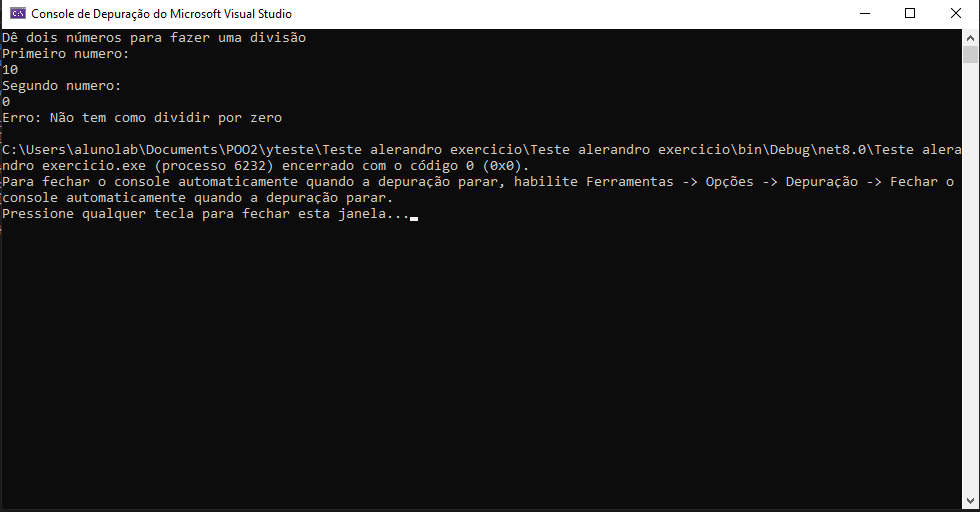 Console de Depuração do Microsoft Visual Studio
Dê dois números para fazer uma divisão
Primeiro numero:
10
Segundo numero:
0
Erro: Não tem como dividir por zero
C:\Users\alunolab\Documents\POO2\yteste\Teste alerandro exercicio\Teste alerandro exercicio\bin\Debug\net8.0\Teste alera
ndro exercicio.exe (processo 6232) encerrado com o código 0 (0x0).
Para fechar o console automaticamente quando a depuração parar, habilite Ferramentas -> Opções -> Depuração -> Fechar o
console automaticamente quando a depuração parar.
Pressione qualquer tecla para fechar esta janela...